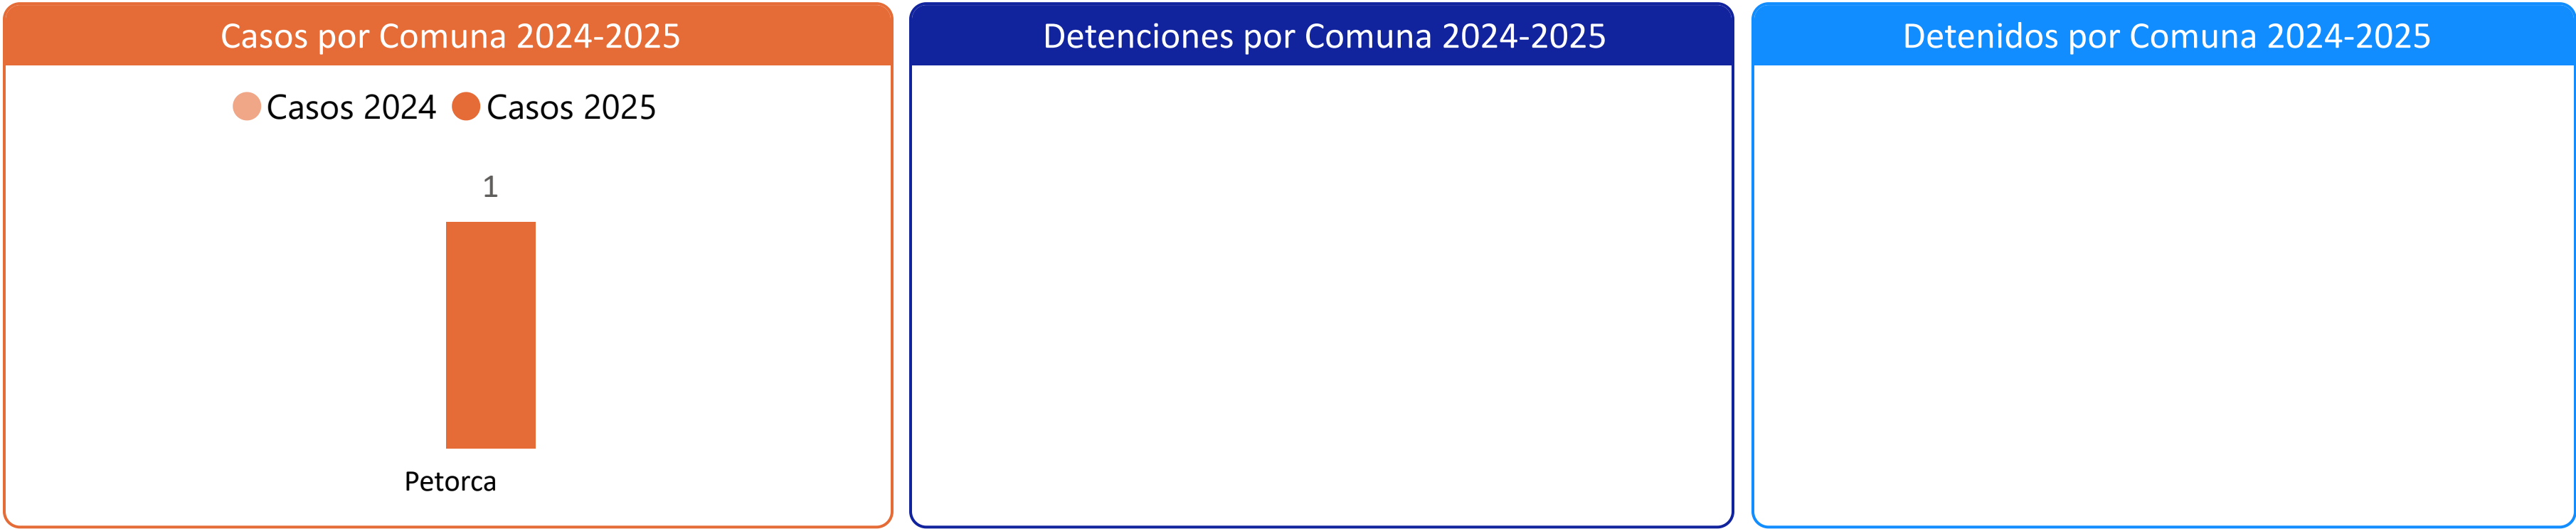 Casos por Comuna 2024-2025
Casos 2024 Casos 2025
1
Petorca
Detenciones por Comuna 2024-2025
Detenidos por Comuna 2024-2025